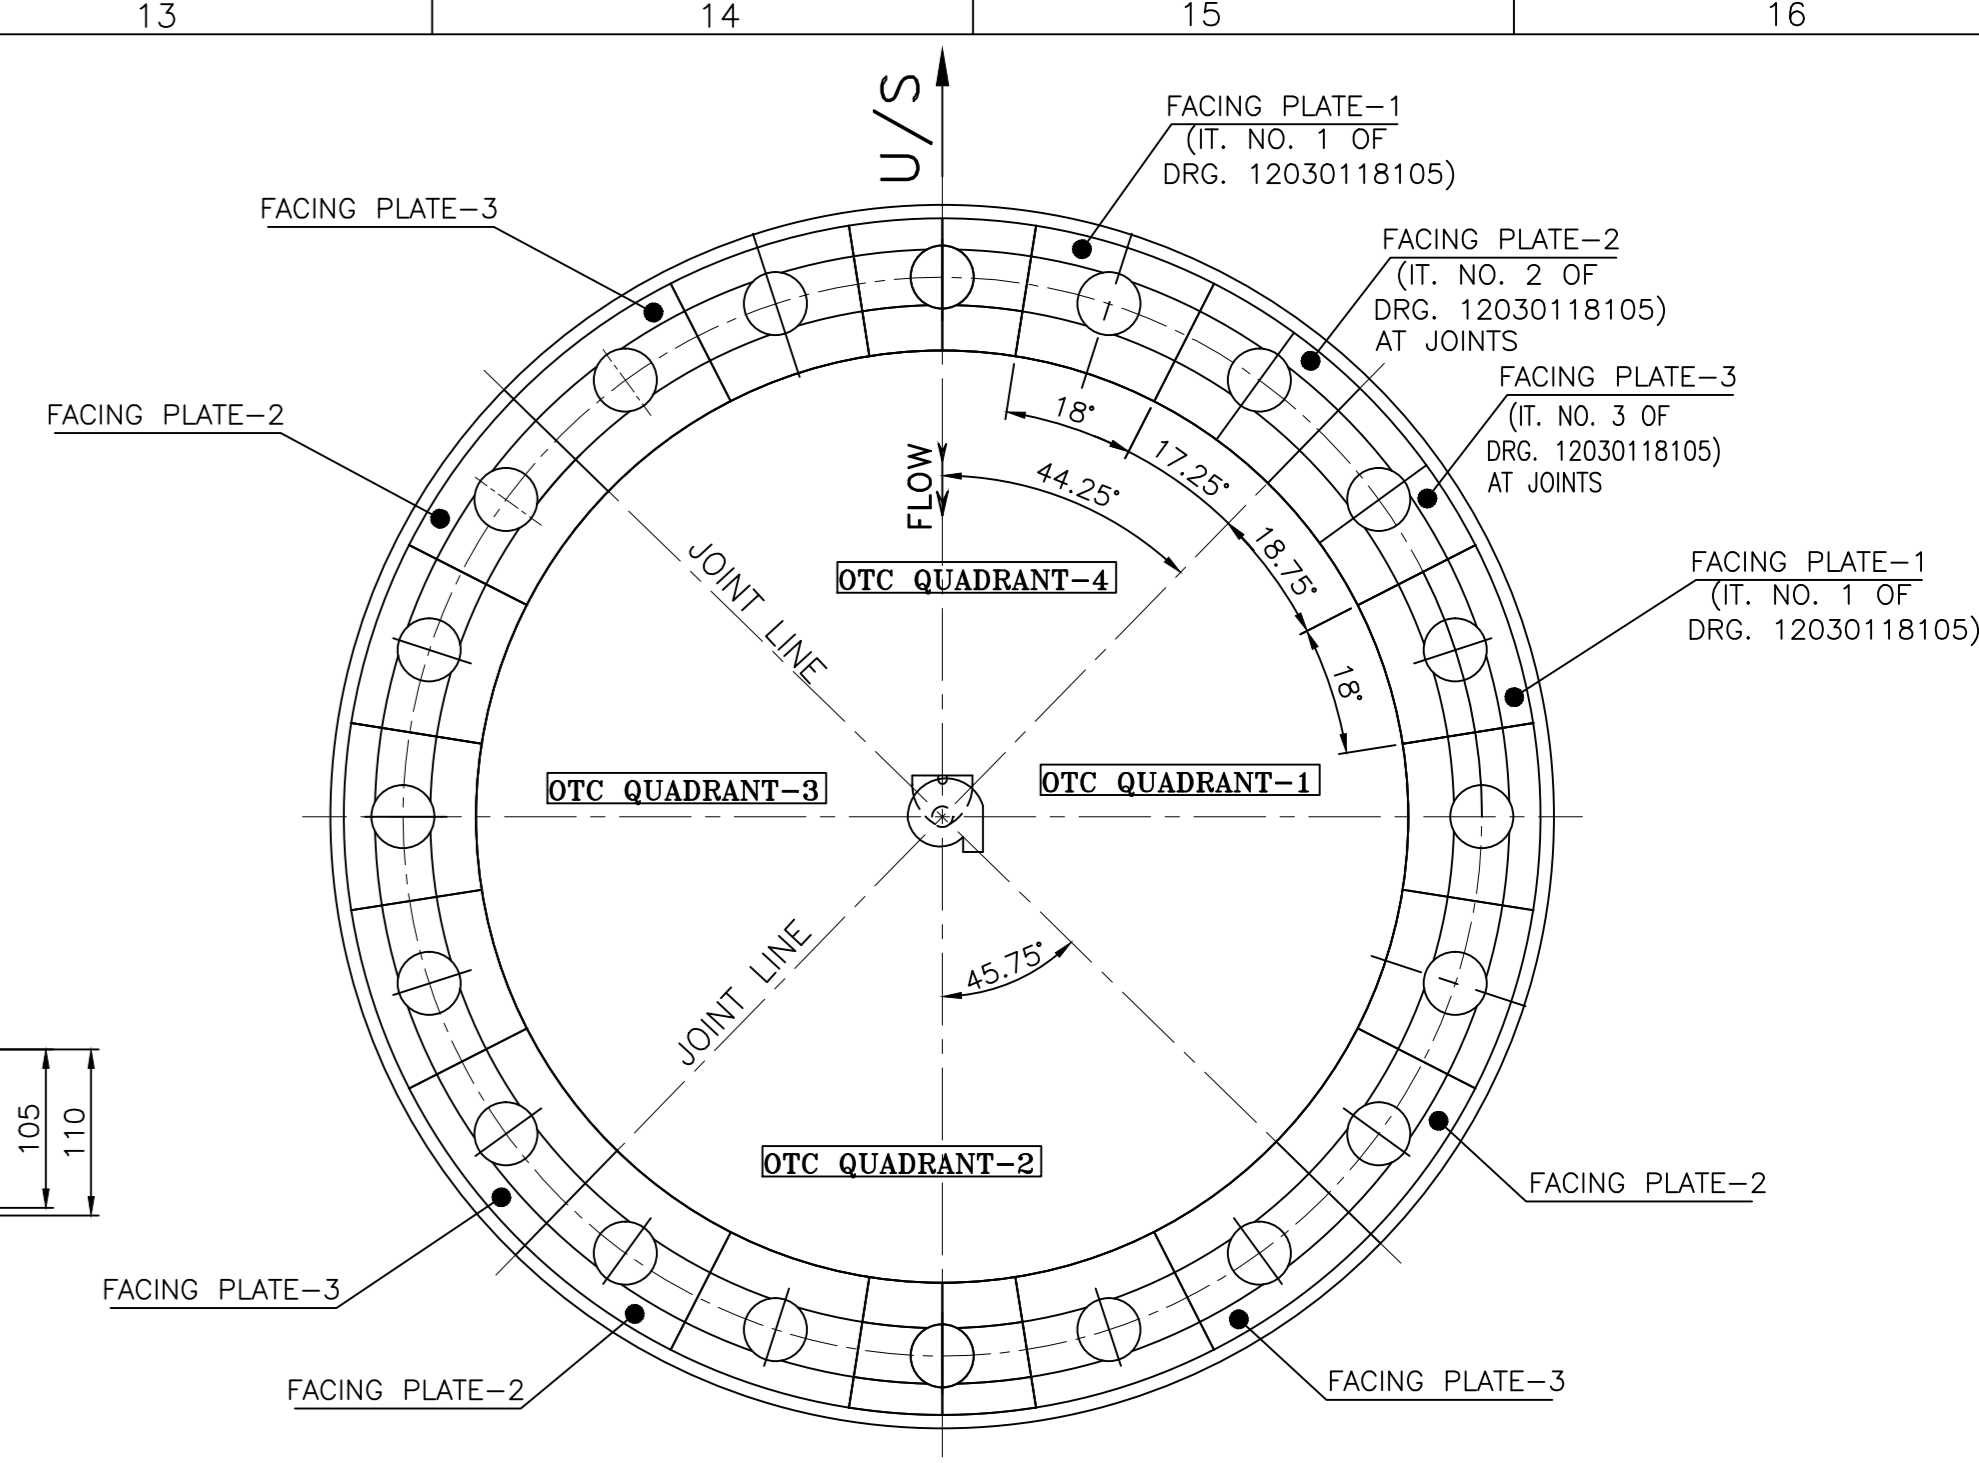 13
14
15
16
U/S
FACING PLATE-1
(IT. NO. 1 OF
DRG. 12030118105)
FACING PLATE-3
FACING PLATE-2
(IT. NO. 2 OF
DRG. 12030118105)
AT JOINTS
FACING PLATE-3
(IT. NO. 3 OF
DRG. 12030118105)
AT JOINTS
FACING PLATE-2
18°
17.25°
FLOW
44.25°
18.75°
JOINT LINE
OTC QUADRANT-4
FACING PLATE-1
(IT. NO. 1 OF
DRG. 12030118105)
18°
OTC QUADRANT-3
OTC QUADRANT-1
JOINT LINE
45.75°
105
110
OTC QUADRANT-2
FACING PLATE-2
FACING PLATE-3
FACING PLATE-2
FACING PLATE-3